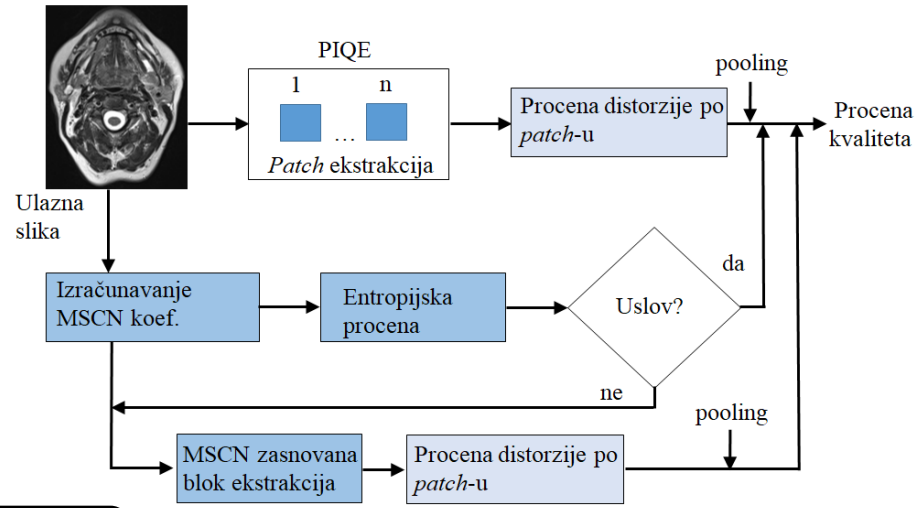 PIQE
1 n
...
Patch ekstrakcija
Procena distorzije po
patch-u
pooling
Procena
kvaliteta
Ulazna
slika
Izračunavanje
MSCN koef.
Entropijska
procena
Uslov?
da
ne
MSCN zasnovana
blok ekstrakcija
Procena distorzije po
patch-u
pooling